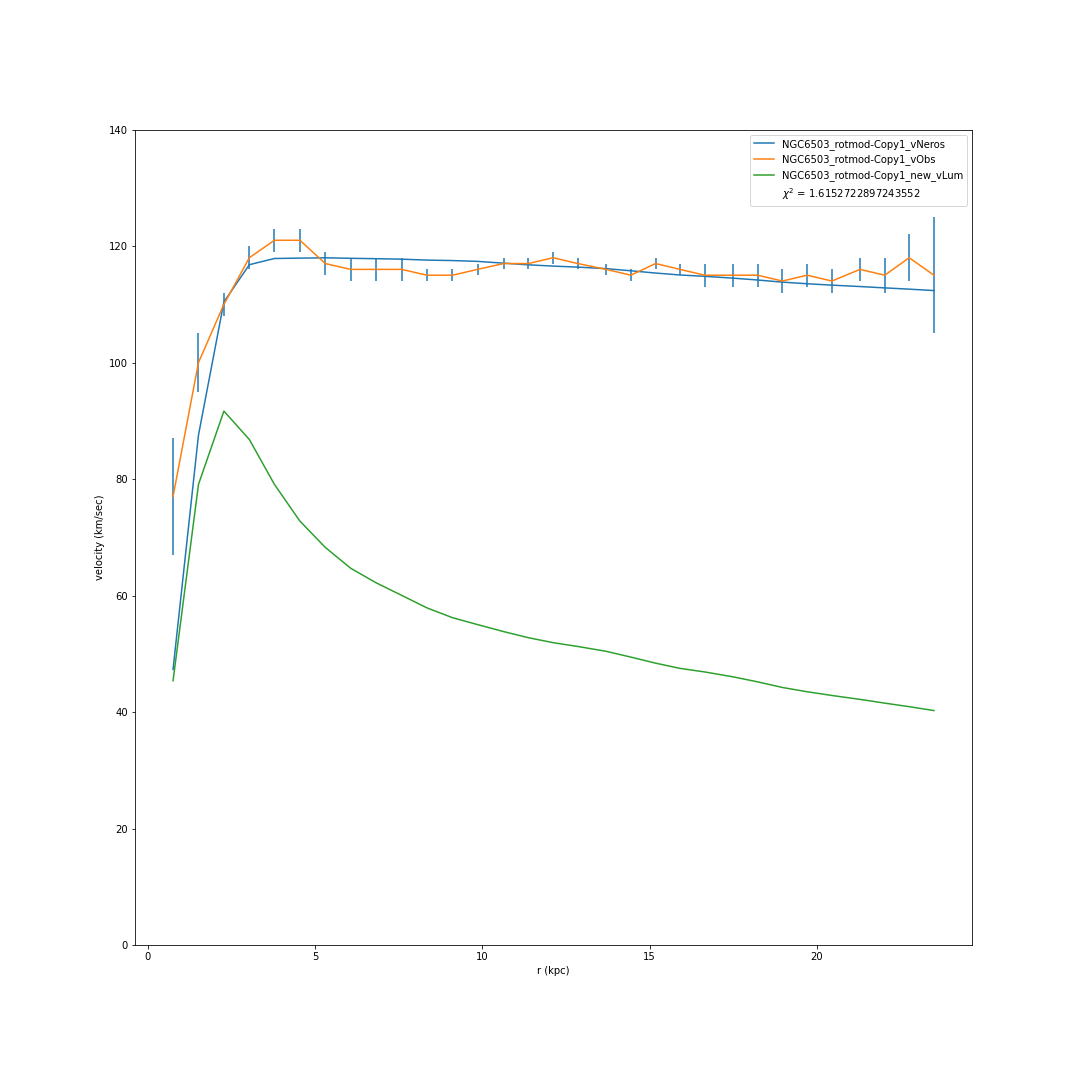 NGC6503_rotmod-Copy1_vNeros
NGC6503_rotmod-Copy1_vObs
NGC6503_rotmod-Copy1_new_vLum
χ² = 1.6152722897243552
140
120
100
80
60
40
20
0
velocity (km/sec)
0 5 10 15 20
r (kpc)